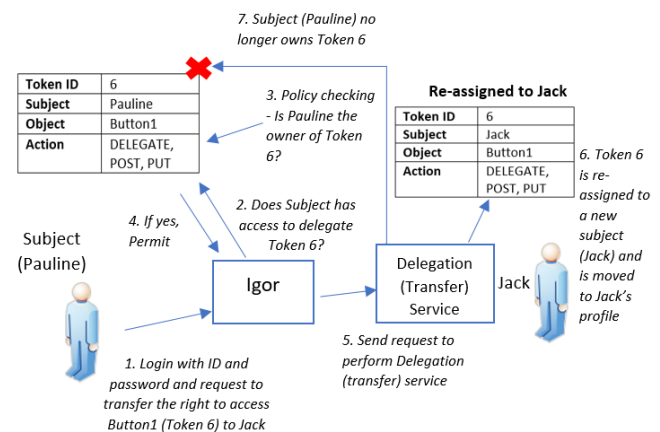 7. Subject (Pauline) no
longer owns Token 6
Token ID 6
Subject Pauline
Object Button1
Action DELEGATE,
POST, PUT
3. Policy checking
- Is Pauline the
owner of Token
6?
Re-assigned to Jack
Token ID 6
Subject Jack
Object Button1
Action DELEGATE,
POST, PUT
6. Token 6
is re-
assigned to
a new
subject
(Jack) and
is moved
to Jack's
profile
4. If yes,
Permit
2. Does Subject has
access to delegate
Token 6?
Subject
(Pauline)
Igor
Delegation
(Transfer)
Service
Jack
1. Login with ID and
password and request to
transfer the right to access
Button1 (Token 6) to Jack
5. Send request to
perform Delegation
(transfer) service